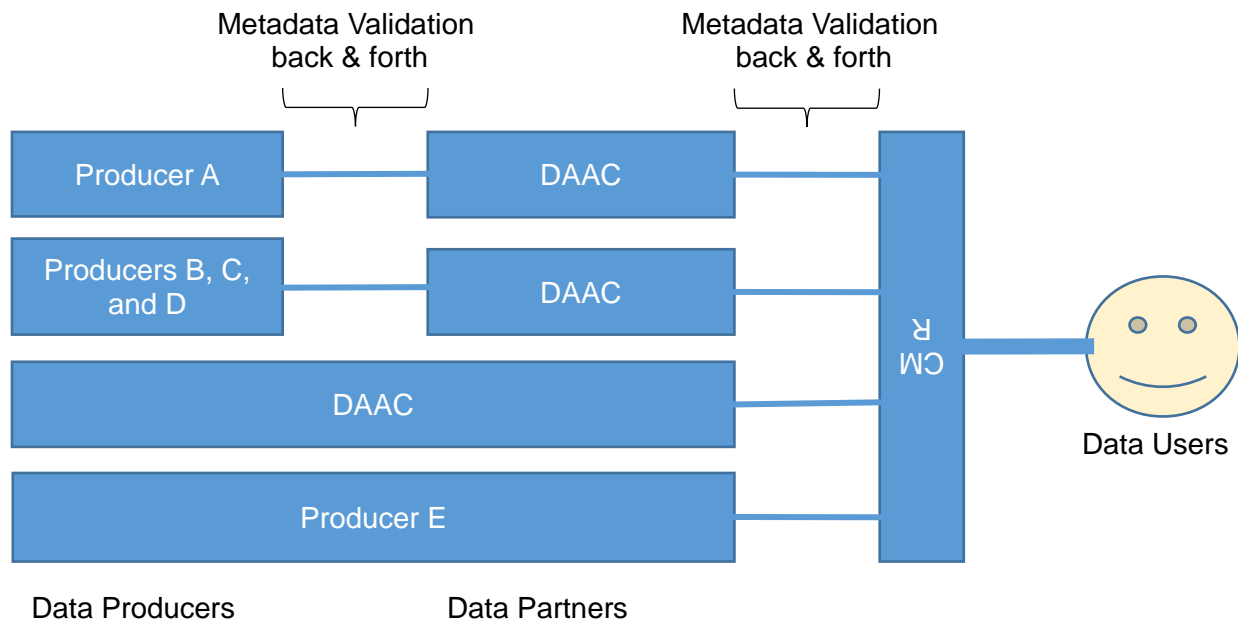 Metadata Validation
back & forth
Metadata Validation
back & forth
Producer A
DAAC
Producers B, C,
and D
DAAC
CM
R
DAAC
Producer E
Data Users
Data Producers
Data Partners